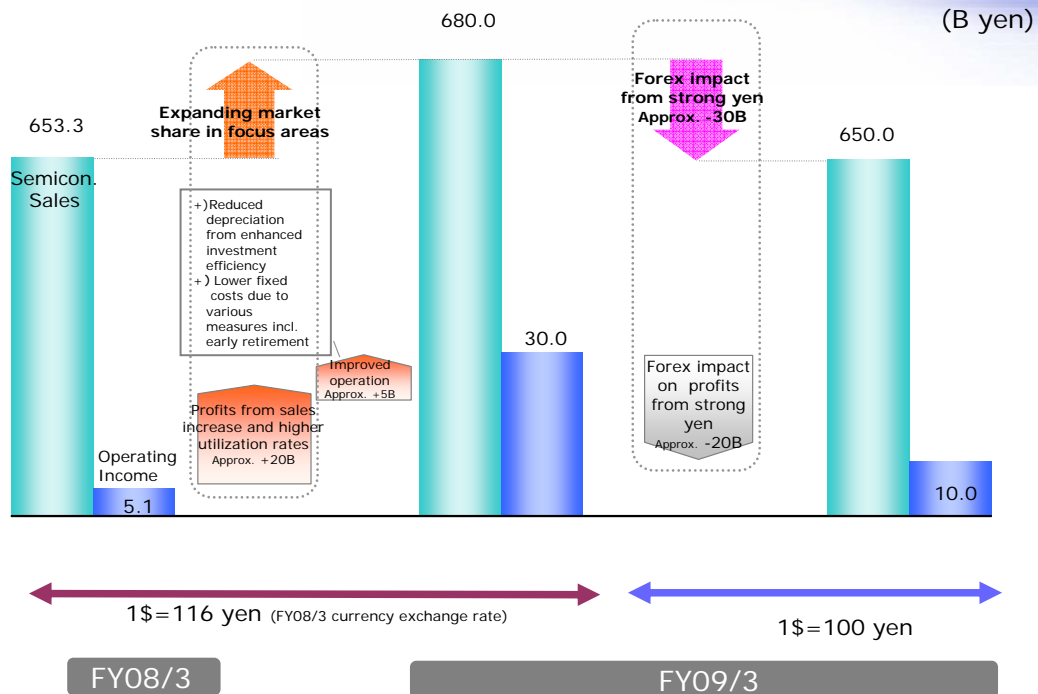 (B yen)
680.0
Expanding market
share in focus areas
Forex impact
from strong yen
Approx. -30B
653.3
650.0
Semicon.
Sales
+)Reduced
depreciation
from enhanced
investment
efficiency
+) Lower fixed
costs due to
various
measures incl.
early retirement
30.0
Improved
operation
Approx. +5B
Forex impact
on profits
from strong
yen
Approx. -20B
Profits from sales
increase and higher
utilization rates
Approx. +20B
Operating
Income
5.1
10.0
1$=116 yen (FY08/3 currency exchange rate)
1$=100 yen
FY08/3
FY09/3